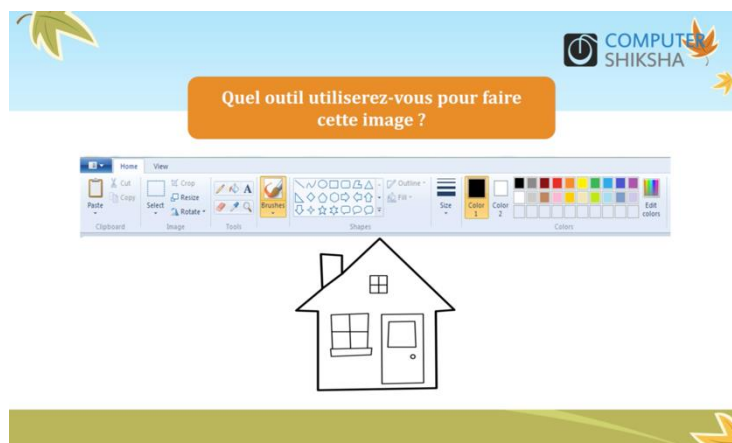 COMPUTER
SHIKSHA
Quel outil utiliserez-vous pour faire
cette image ?
Home View
Cut
Copy
Paste
Clipboard
Select
Crop
Resize
Rotate
Image
A
Tools
Brushes
Outline
Fill
Shapes
Size
Color
1
Color
2
Edit
colors
Colors